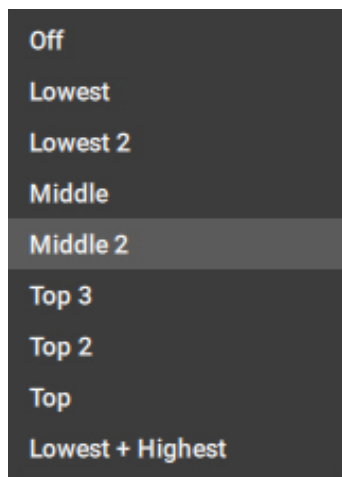 Off
Lowest
Lowest 2
Middle
Middle 2
Top 3
Top 2
Top
Lowest + Highest